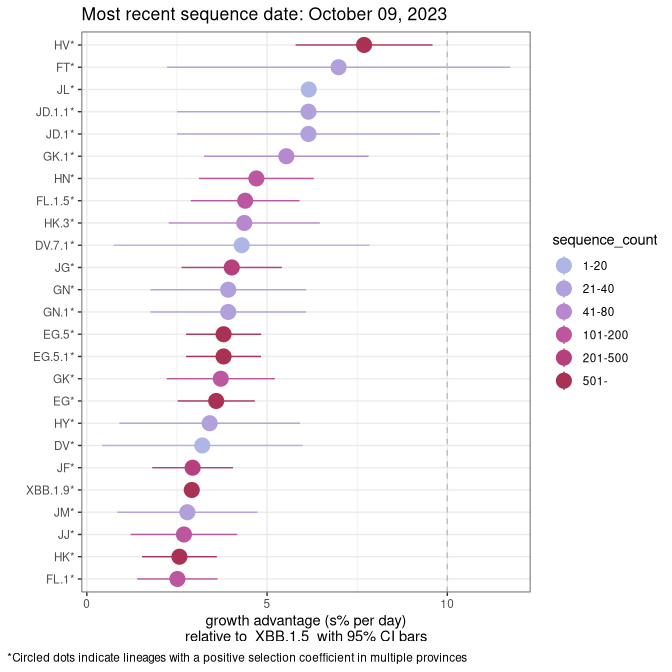 Most recent sequence date: October 09, 2023
HV*
FT*
JL*
JD.1.1*
JD.1*
GK.1*
HN*
FL.1.5*
HK.3*
DV.7.1*
JG*
GN*
GN.1*
EG.5*
EG.5.1*
GK*
EG*
HY*
DV*
JF*
XBB.1.9*
JM*
JJ*
HK*
FL.1*
0 5 10
growth advantage (s% per day)
relative to XBB.1.5 with 95% CI bars
sequence_count
1-20
21-40
41-80
101-200
201-500
501-
*Circled dots indicate lineages with a positive selection coefficient in multiple provinces